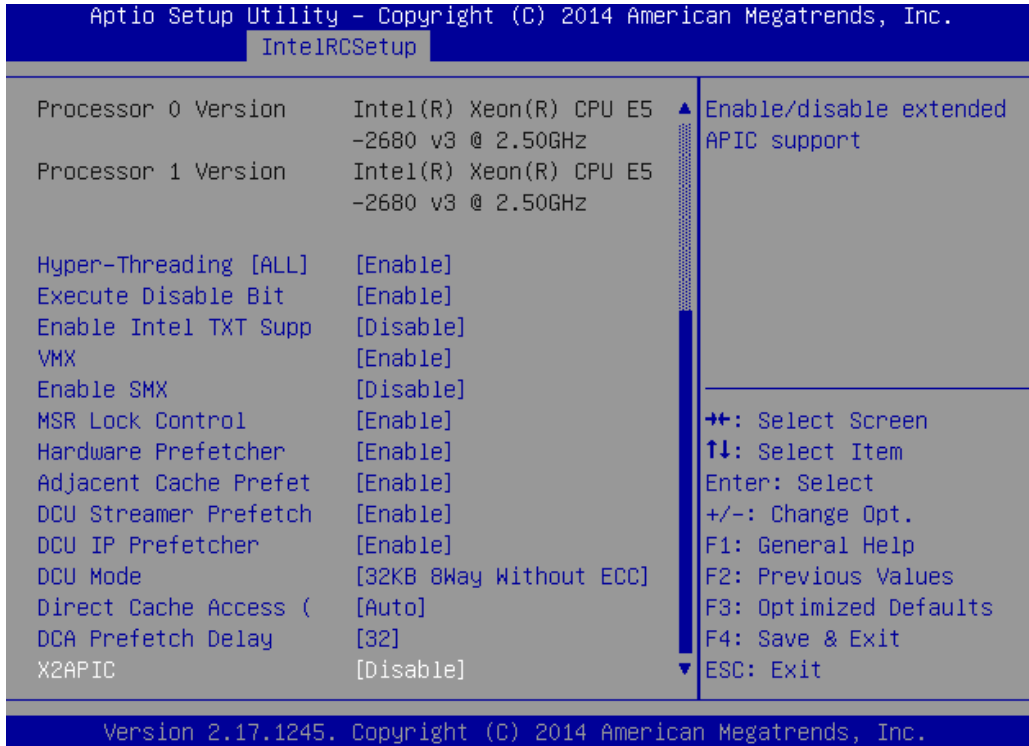 Aptio Setup Utility – Copyright (C) 2014 American Megatrends, Inc.
IntelRCSetup
Processor 0 Version Intel(R) Xeon(R) CPU E5
-2680 v3 @ 2.50GHz
Processor 1 Version Intel(R) Xeon(R) CPU E5
-2680 v3 @ 2.50GHz
Hyper-Threading [ALL] [Enable]
Execute Disable Bit [Enable]
Enable Intel TXT Supp [Disable]
VMX [Enable]
Enable SMX [Disable]
MSR Lock Control [Enable]
Hardware Prefetcher [Enable]
Adjacent Cache Prefet [Enable]
DCU Streamer Prefetch [Enable]
DCU IP Prefetcher [Enable]
DCU Mode [32KB 8Way Without ECC]
Direct Cache Access ( [Auto]
DCA Prefetch Delay [32]
X2APIC [Disable]
Enable/disable extended
APIC support
→←: Select Screen
↑↓: Select Item
Enter: Select
+/-: Change Opt.
F1: General Help
F2: Previous Values
F3: Optimized Defaults
F4: Save & Exit
ESC: Exit
Version 2.17.1245. Copyright (C) 2014 American Megatrends, Inc.